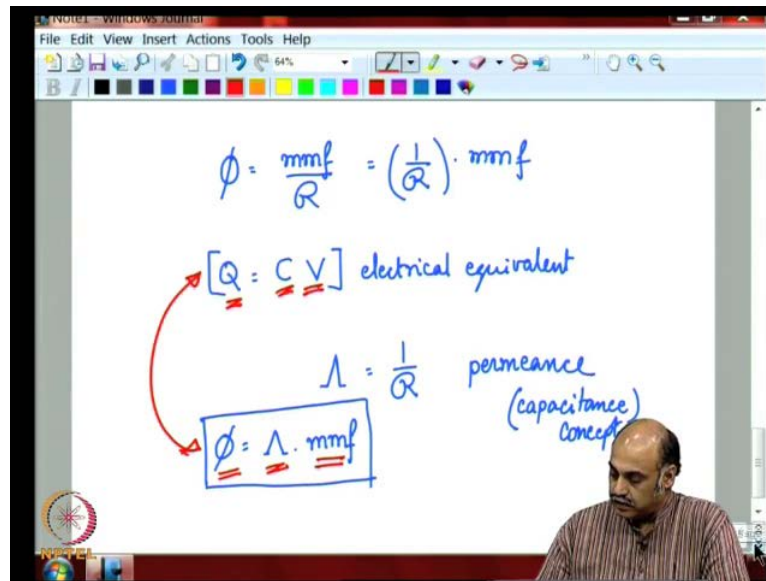 Note1 - Windows Journal
File Edit View Insert Actions Tools Help
64%
B I
ϕ = mmf/R = (1/R) · mmf
[Q = C V] electrical equivalent
Λ = 1/R permeance
(capacitance)
concept
ϕ = Λ · mmf
NPTEL